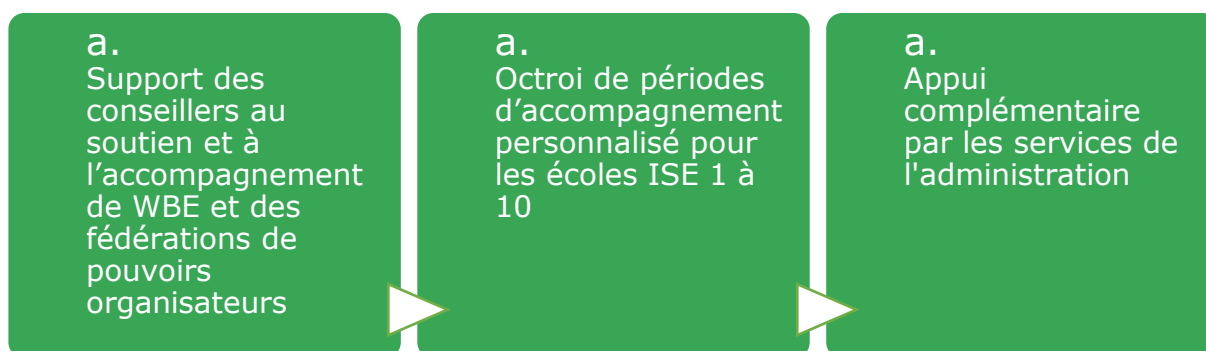 a.
Support des
conseillers au
soutien et à
l’accompagnement
de WBE et des
fédérations de
pouvoirs
organisateurs
a.
Octroi de périodes
d’accompagnement
personnalisé pour
les écoles ISE 1 à
10
a.
Appui
complémentaire
par les services de
l'administration